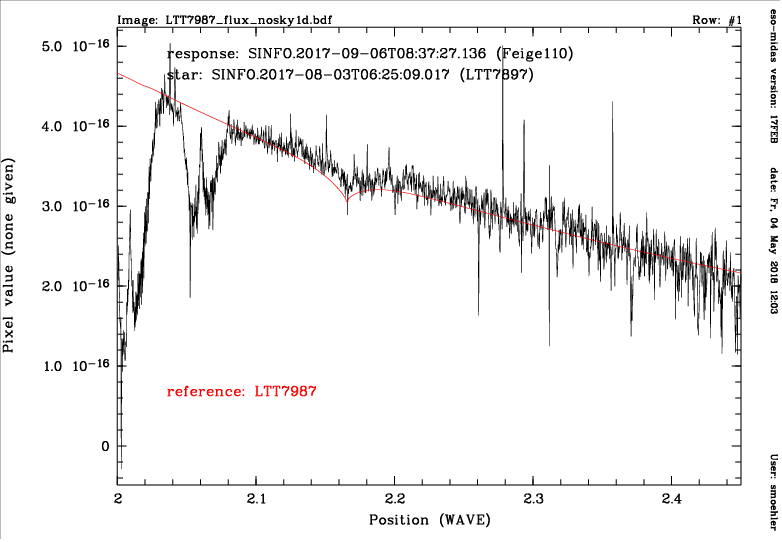 Image: LTT7987_flux_nosky1d.bdf
Row: #1
response: SINFO.2017-09-06T08:37:27.136 (Feige110)
star: SINFO.2017-08-03T06:25:09.017 (LTT7897)
5.0 10-16
4.0 10-16
3.0 10-16
2.0 10-16
1.0 10-16
0
Pixel value (none given)
reference: LTT7987
2 2.1 2.2 2.3 2.4
Position (WAVE)
eso-midas version: 17FEB date: Fr. 04 May 2018 12:03 User: smoehler